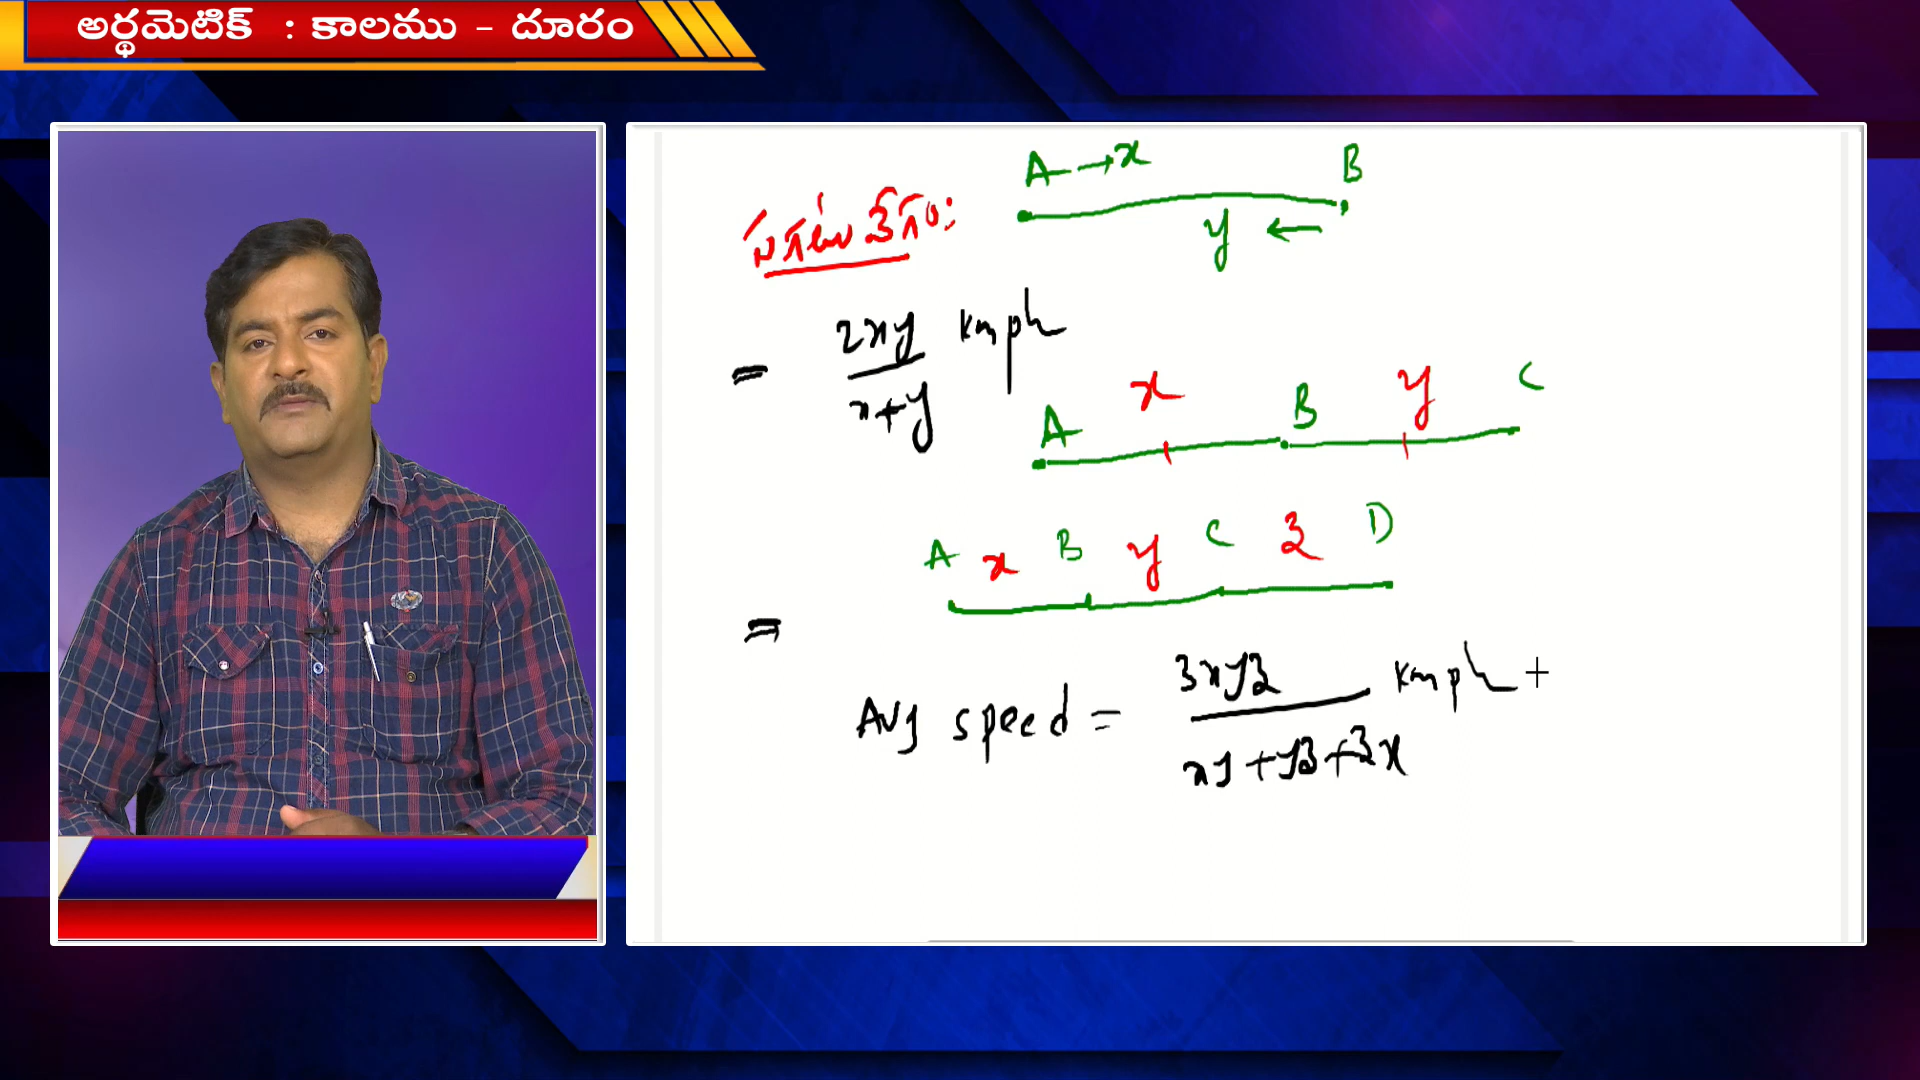 అర్థమెటిక్ : కాలము - దూరం
A → x B
సగటు వేగం:
y ←
= 2xy / x+y kmph
A x B y C
A x B y C z D
=
Avg speed = 3xyz / xy+yz+zx kmph